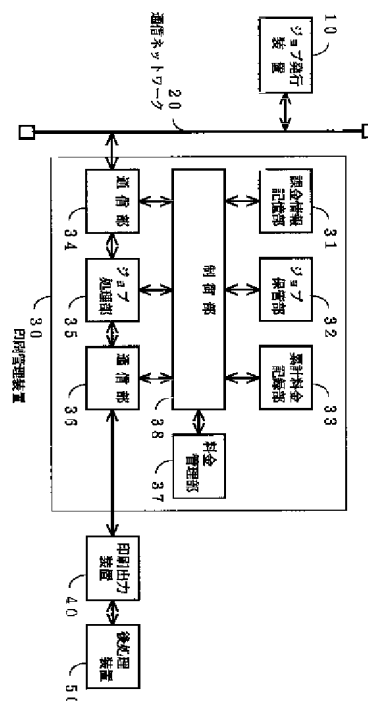 10
ジョブ発行
装置
20
通信ネットワーク
30
印刷管理装置
31
課金情報
記憶部
32
ジョブ
保管部
33
累計料金
記録部
制御部
38
料金
管理部
37
通信部
34
ジョブ
処理部
35
通信部
36
印刷出力
装置
40
後処理
装置
50